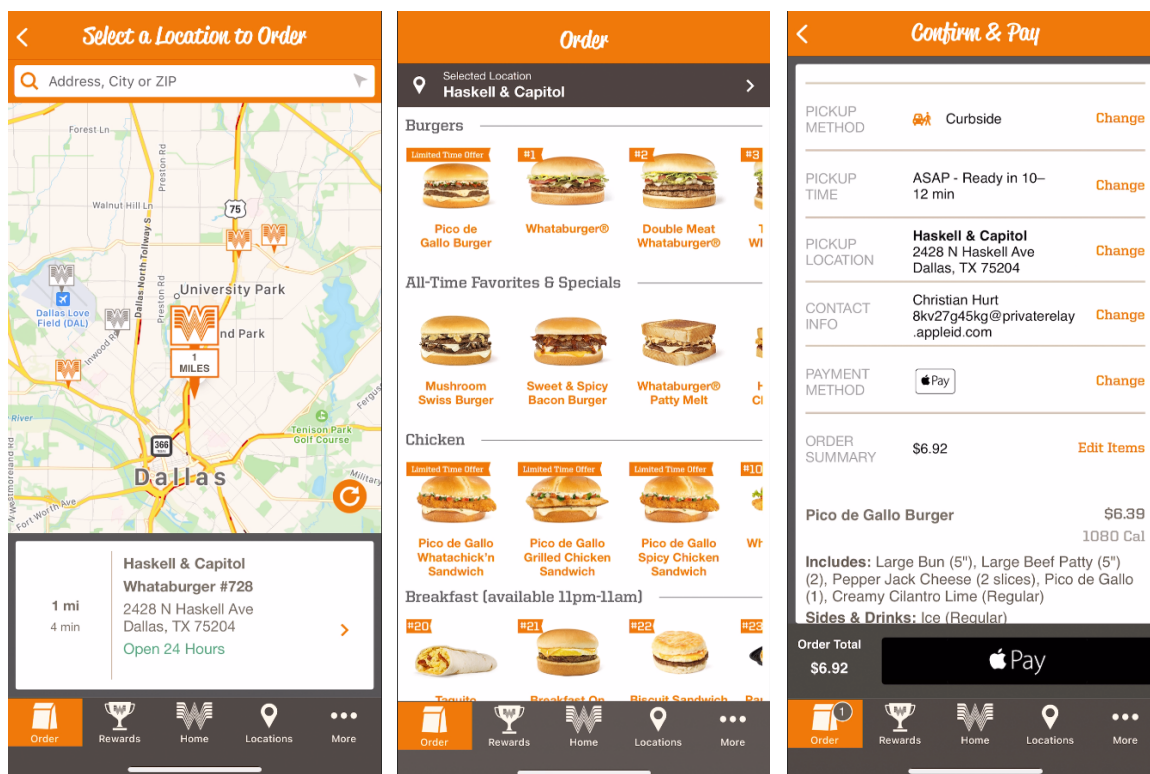 Select a Location to Order
Address, City or ZIP
Forest Ln
Preston Rd
Walnut Hill Ln
75
Dallas North Tollway S
Preston Rd
University Park
Dallas Love
Field (DAL)
nd Park
Inwood Rd
1
MILES
River
Tenison Park
Golf Course
366
Dallas
Military
Fort Worth Ave
1 mi
4 min
Haskell & Capitol
Whataburger #728
2428 N Haskell Ave
Dallas, TX 75204
Open 24 Hours
Order
Rewards
Home
Locations
More
Order
Selected Location
Haskell & Capitol
Burgers
Limited Time Offer
#1
#2
#3
Pico de
Gallo Burger
Whataburger®
Double Meat
Whataburger®
All-Time Favorites & Specials
Mushroom
Swiss Burger
Sweet & Spicy
Bacon Burger
Whataburger®
Patty Melt
Chicken
Limited Time Offer
Limited Time Offer
Limited Time Offer
#10
Pico de Gallo
Whatachick'n
Sandwich
Pico de Gallo
Grilled Chicken
Sandwich
Pico de Gallo
Spicy Chicken
Sandwich
Wh
Breakfast (available 11pm-11am)
#20
#21
#22
#23
Taquito
Breakfast On
Biscuit Sandwich
Order
Rewards
Home
Locations
More
Confirm & Pay
PICKUP
METHOD
Curbside
Change
PICKUP
TIME
ASAP - Ready in 10–
12 min
Change
PICKUP
LOCATION
Haskell & Capitol
2428 N Haskell Ave
Dallas, TX 75204
Change
CONTACT
INFO
Christian Hurt
8kv27g45kg@privaterelay
.appleid.com
Change
PAYMENT
METHOD
Pay
Change
ORDER
SUMMARY
$6.92
Edit Items
Pico de Gallo Burger
$6.39
1080 Cal
Includes: Large Bun (5"), Large Beef Patty (5")
(2), Pepper Jack Cheese (2 slices), Pico de Gallo
(1), Creamy Cilantro Lime (Regular)
Sides & Drinks: Ice (Regular)
Order Total
$6.92
Pay
1
Order
Rewards
Home
Locations
More